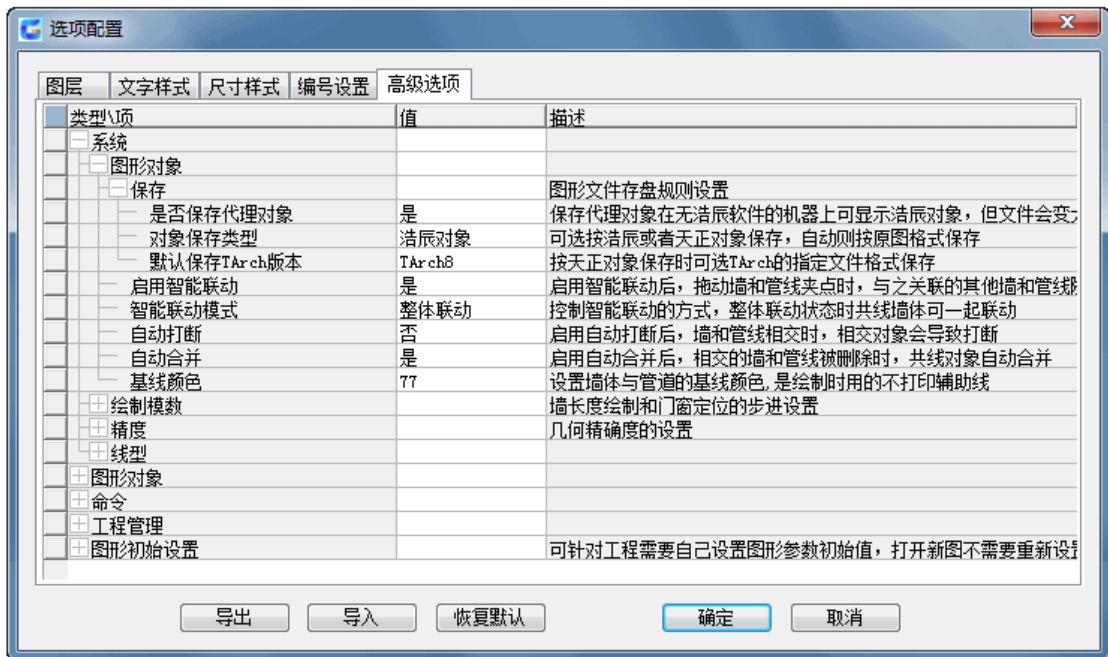 选项配置
图层 文字样式 尺寸样式 编号设置 高级选项
类型\项 值 描述
系统
图形对象
保存 图形文件存盘规则设置
是否保存代理对象 是 保存代理对象在无浩辰软件的机器上可显示浩辰对象，但文件会变
对象保存类型 浩辰对象 可选按浩辰或者天正对象保存，自动则按原图格式保存
默认保存TArch版本 TArch8 按天正对象保存时可选TArch的指定文件格式保存
启用智能联动 是 启用智能联动后，拖动墙和管线夹点时，与之关联的其他墙和管线
智能联动模式 整体联动 控制智能联动的方式，整体联动状态时共线墙体可一起联动
自动打断 否 启用自动打断后，墙和管线相交时，相交对象会导致打断
自动合并 是 启用自动合并后，相交的墙和管线被删除时，共线对象自动合并
基线颜色 77 设置墙体与管道的基线颜色,是绘制时用的不打印辅助线
绘制模数 墙长度绘制和门窗定位的步进设置
精度 几何精确度的设置
线型
图形对象
命令
工程管理
图形初始设置 可针对工程需要自己设置图形参数初始值，打开新图不需要重新设
导出 导入 恢复默认 确定 取消